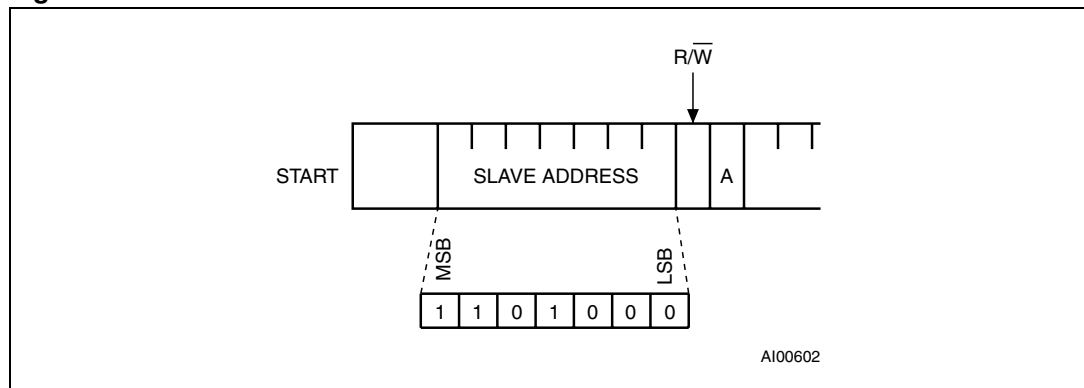 R/W̅
START
SLAVE ADDRESS
A
MSB
LSB
1 1 0 1 0 0 0
AI00602